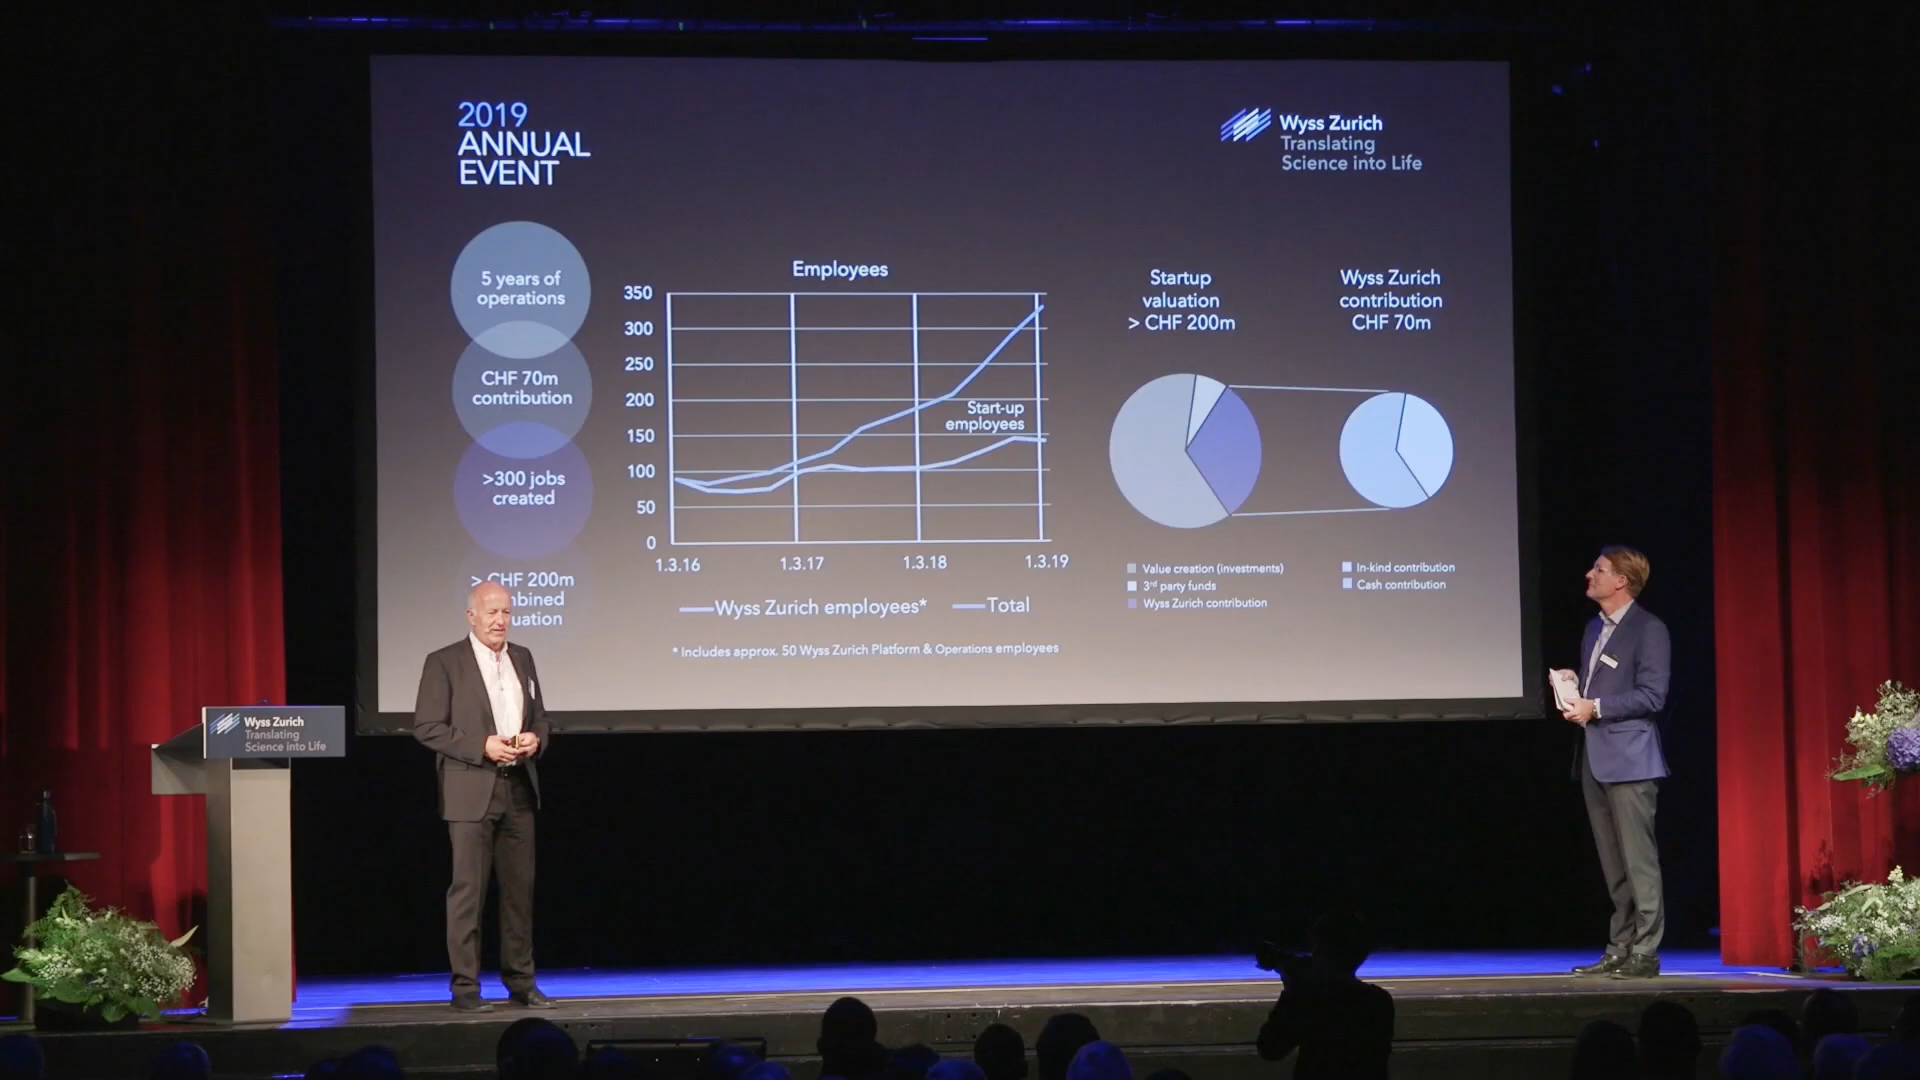 2019
ANNUAL
EVENT
Wyss Zurich
Translating
Science into Life
5 years of
operations
CHF 70m
contribution
>300 jobs
created
> CHF 200m
Employees
350
300
250
200
150
100
50
0
Start-up
employees
1.3.16
1.3.17
1.3.18
1.3.19
Wyss Zurich employees*
Total
* Includes approx. 50 Wyss Zurich Platform & Operations employees
Startup
valuation
> CHF 200m
Value creation (investments)
3rd party funds
Wyss Zurich contribution
Wyss Zurich
contribution
CHF 70m
In-kind contribution
Cash contribution
Wyss Zurich
Translating
Science into Life